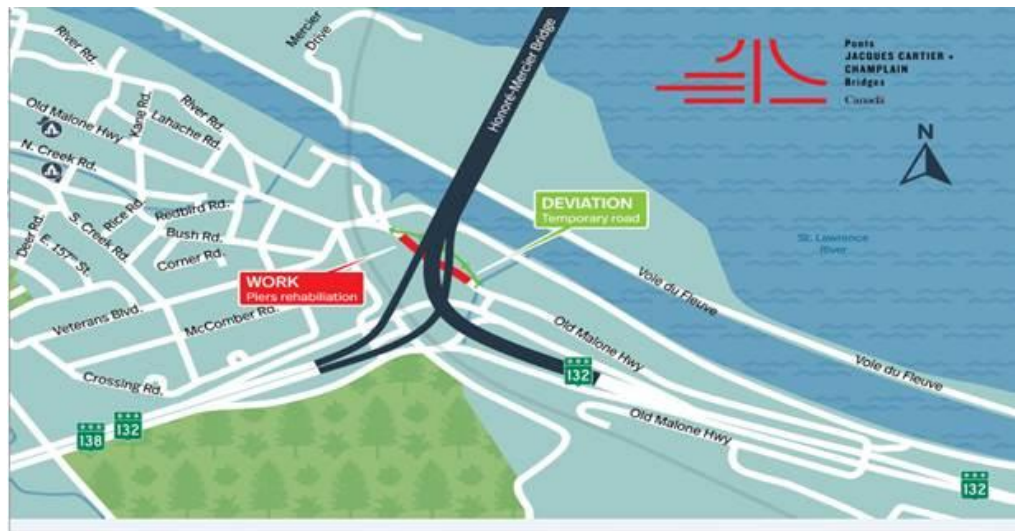 River Rd.
Mercier
Drive
Honoré-Mercier Bridge
Ponts
JACQUES CARTIER +
CHAMPLAIN
Bridges
Canada
N
Old Malone Hwy
Kane Rd.
Lahache Rd.
River Rd.
N. Creek Rd.
Deer Rd.
S. Creek Rd.
Rice Rd.
Redbird Rd.
E. 157th St.
Bush Rd.
Corner Rd.
DEVIATION
Temporary road
St. Lawrence
River
WORK
Piers rehabiliation
Voie du Fleuve
Veterans Blvd.
McComber Rd.
Old Malone Hwy
Voie du Fleuve
Crossing Rd.
132
138
132
Old Malone Hwy
132